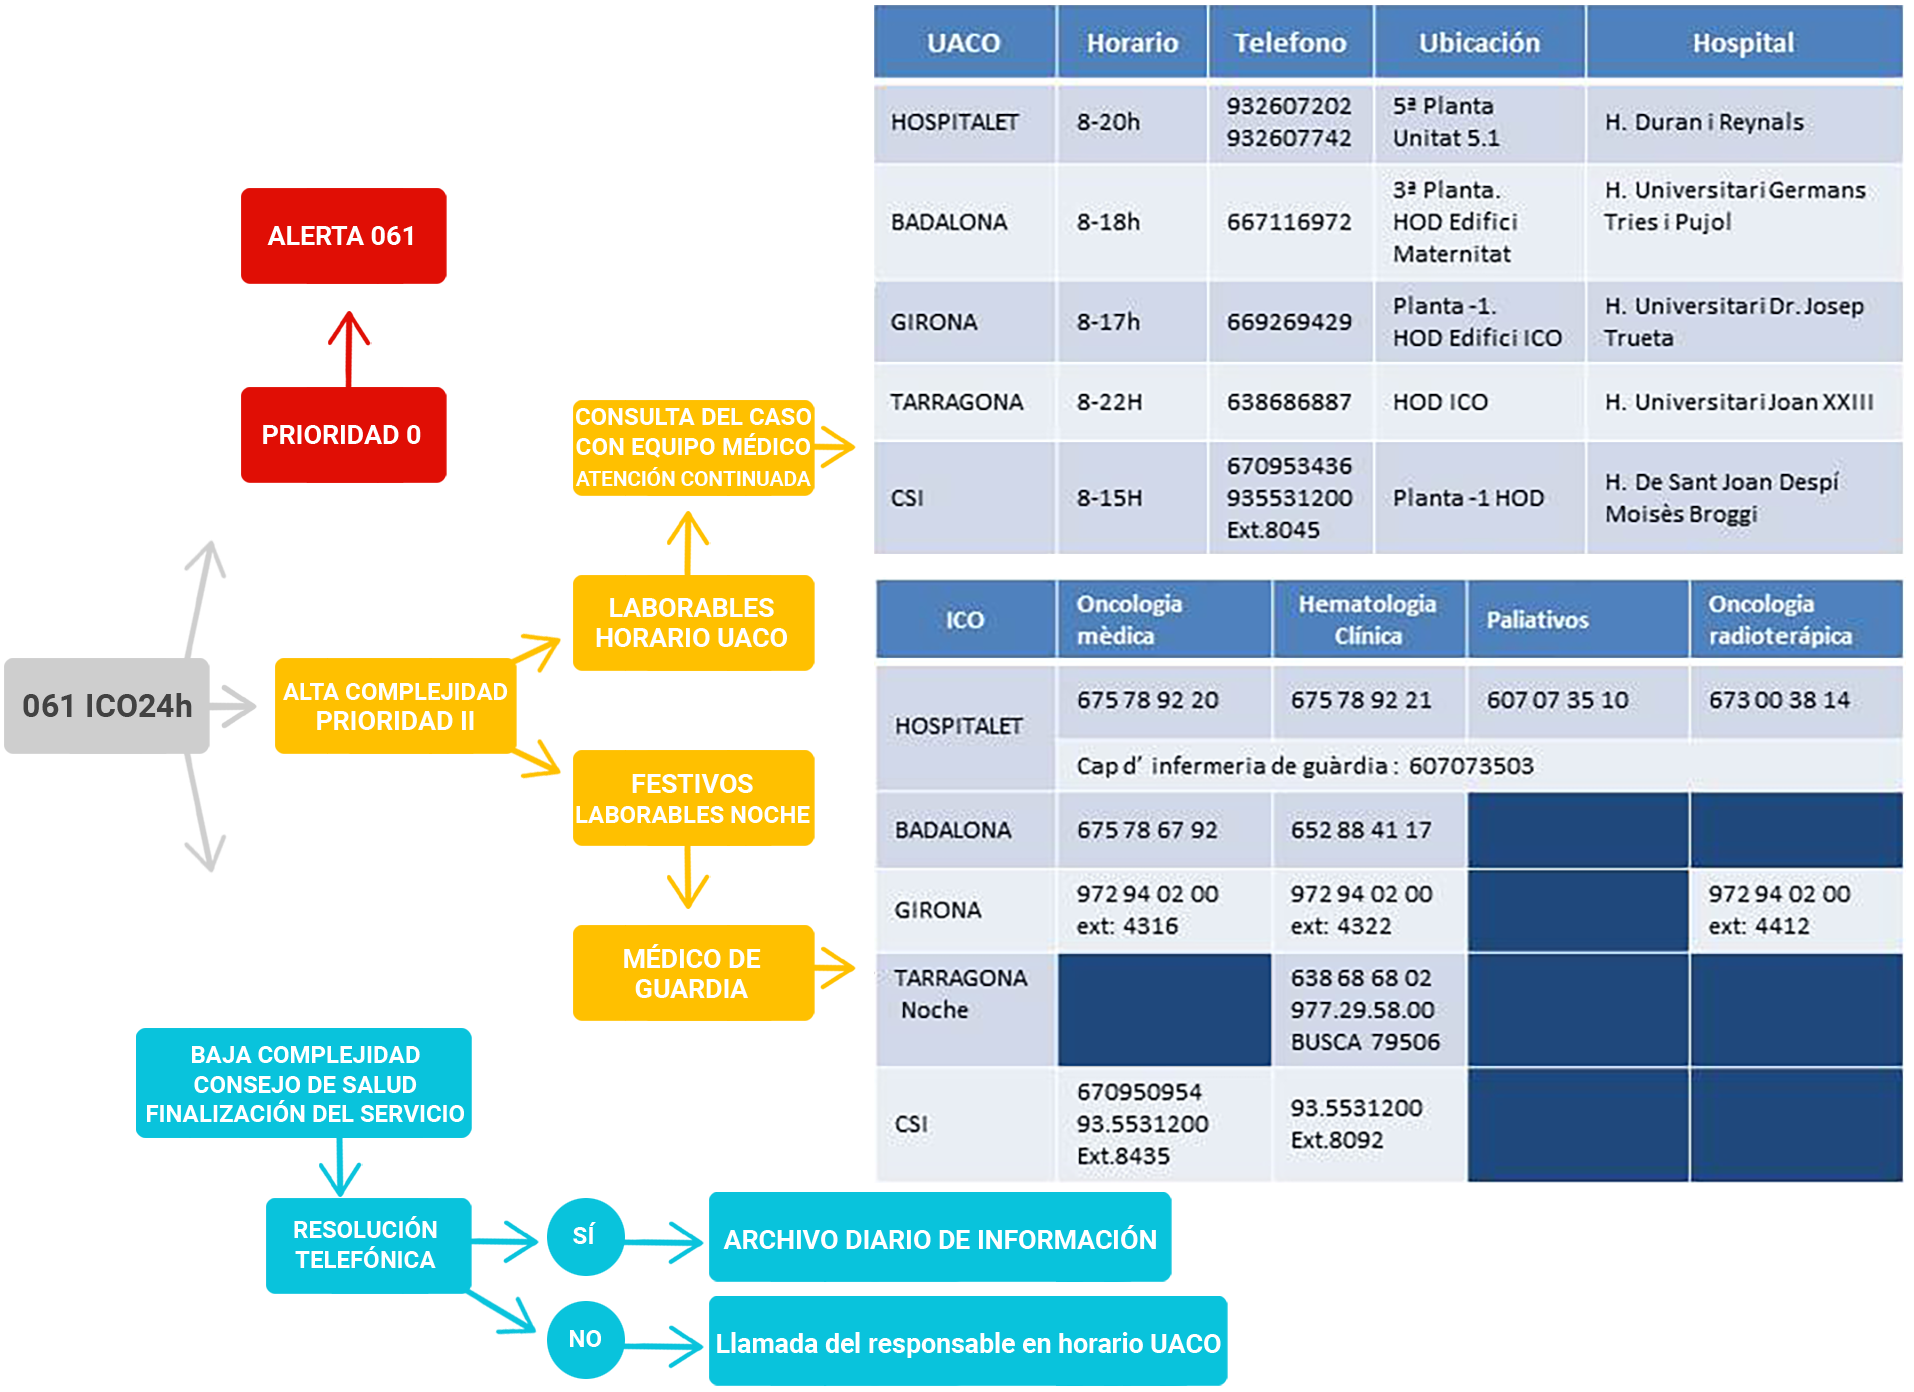 ALERTA 061
PRIORIDAD 0
061 ICO24h
ALTA COMPLEJIDAD
PRIORIDAD II
CONSULTA DEL CASO
CON EQUIPO MÉDICO
ATENCIÓN CONTINUADA
LABORABLES
HORARIO UACO
FESTIVOS
LABORABLES NOCHE
MÉDICO DE
GUARDIA
BAJA COMPLEJIDAD
CONSEJO DE SALUD
FINALIZACIÓN DEL SERVICIO
RESOLUCIÓN
TELEFÓNICA
SÍ
ARCHIVO DIARIO DE INFORMACIÓN
NO
Llamada del responsable en horario UACO
UACO Horario Telefono Ubicación Hospital
HOSPITALET
8-20h
932607202
932607742
5ª Planta
Unitat 5.1
H. Duran i Reynals
BADALONA
8-18h
667116972
3ª Planta.
HOD Edifici
Maternitat
H. Universitari Germans
Tries i Pujol
GIRONA
8-17h
669269429
Planta -1.
HOD Edifici ICO
H. Universitari Dr. Josep
Trueta
TARRAGONA
8-22H
638686887
HOD ICO
H. Universitari Joan XXIII
CSI
8-15H
670953436
935531200
Ext.8045
Planta -1 HOD
H. De Sant Joan Despí
Moisès Broggi
ICO
Oncologia
mèdica
Hematologia
Clínica
Paliativos
Oncologia
radioterápica
HOSPITALET
675 78 92 20
675 78 92 21
607 07 35 10
673 00 38 14
Cap d' infermeria de guàrdia : 607073503
BADALONA
675 78 67 92
652 88 41 17
GIRONA
972 94 02 00
ext: 4316
972 94 02 00
ext: 4322
972 94 02 00
ext: 4412
TARRAGONA
Noche
638 68 68 02
977.29.58.00
BUSCA 79506
CSI
670950954
93.5531200
Ext.8435
93.5531200
Ext.8092